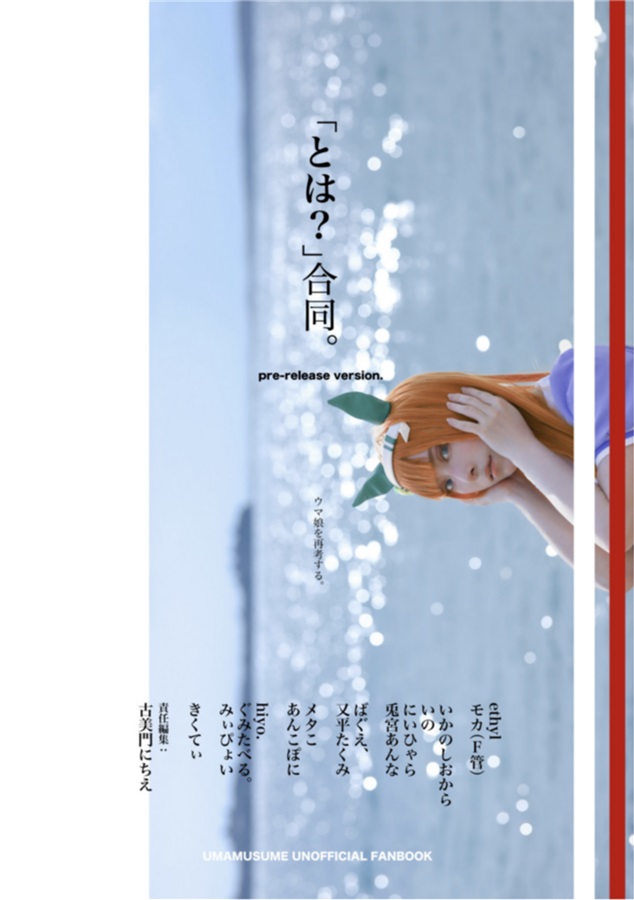 「とは？」合同。
pre-release version.
ウマ娘を再考する。
ethyl
モカ（F管）
いかのしおから
いの
にいひゃら
兎宮あんな
ばぐえ、
又平たくみ
メタこ
あんこぽに
hiyo.
ぐみたべる。
みぃぴょい
きくてぃ
責任編集：
古美門にちえ
UMAMUSUME UNOFFICIAL FANBOOK